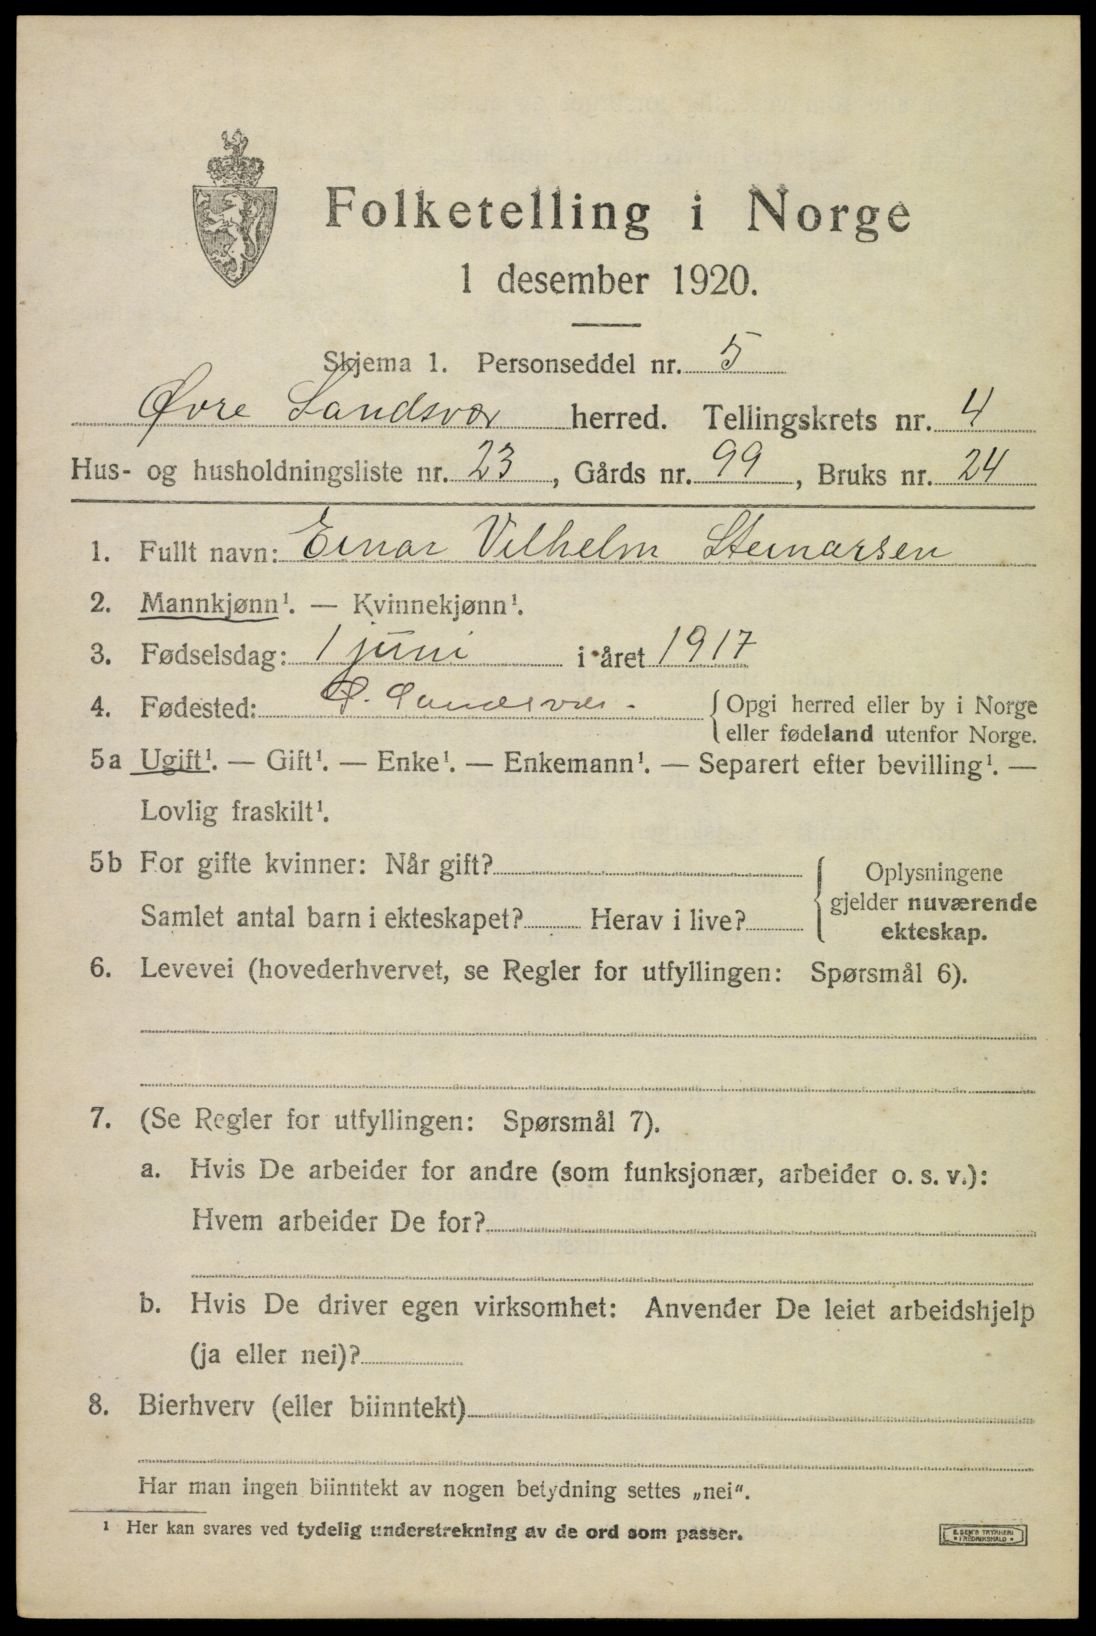 Folketelling i Norge
1 desember 1920.
Skjema 1. Personseddel nr. 5
Øvre Sandsvær herred. Tellingskrets nr. 4
Hus- og husholdningsliste nr. 23, Gårds nr. 99, Bruks nr. 24
1. Fullt navn: Einar Vilhelm Steinarsen
2. Mannkjønn¹. — Kvinnekjønn¹.
3. Fødselsdag: 1 juni i året 1917
4. Fødested: Ø. Sandsvær. { Opgi herred eller by i Norge
eller fødeland utenfor Norge.
5a Ugift¹. — Gift¹. — Enke¹. — Enkemann¹. — Separert efter bevilling¹. —
Lovlig fraskilt¹.
5b For gifte kvinner: Når gift?
Samlet antal barn i ekteskapet? Herav i live?
{ Oplysningene
gjelder nuværende
ekteskap.
6. Levevei (hovederhvervet, se Regler for utfyllingen: Spørsmål 6).
7. (Se Regler for utfyllingen: Spørsmål 7).
a. Hvis De arbeider for andre (som funksjonær, arbeider o. s. v.):
Hvem arbeider De for?
b. Hvis De driver egen virksomhet: Anvender De leiet arbeidshjelp
(ja eller nei)?
8. Bierhverv (eller biinntekt)
Har man ingen biinntekt av nogen betydning settes „nei".
¹ Her kan svares ved tydelig understrekning av de ord som passer.
E. SEM'S TRYKKERI
FREDRIKSHALD